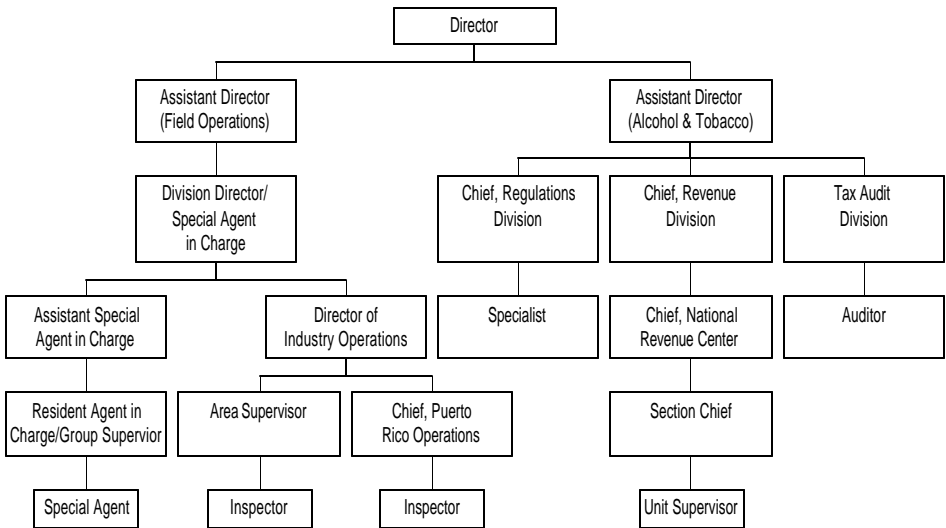 Director
Assistant Director
(Field Operations)
Assistant Director
(Alcohol & Tobacco)
Division Director/
Special Agent
in Charge
Chief, Regulations
Division
Chief, Revenue
Division
Tax Audit
Division
Assistant Special
Agent in Charge
Director of
Industry Operations
Specialist
Chief, National
Revenue Center
Auditor
Resident Agent in
Charge/Group Supervior
Area Supervisor
Chief, Puerto
Rico Operations
Section Chief
Special Agent
Inspector
Inspector
Unit Supervisor